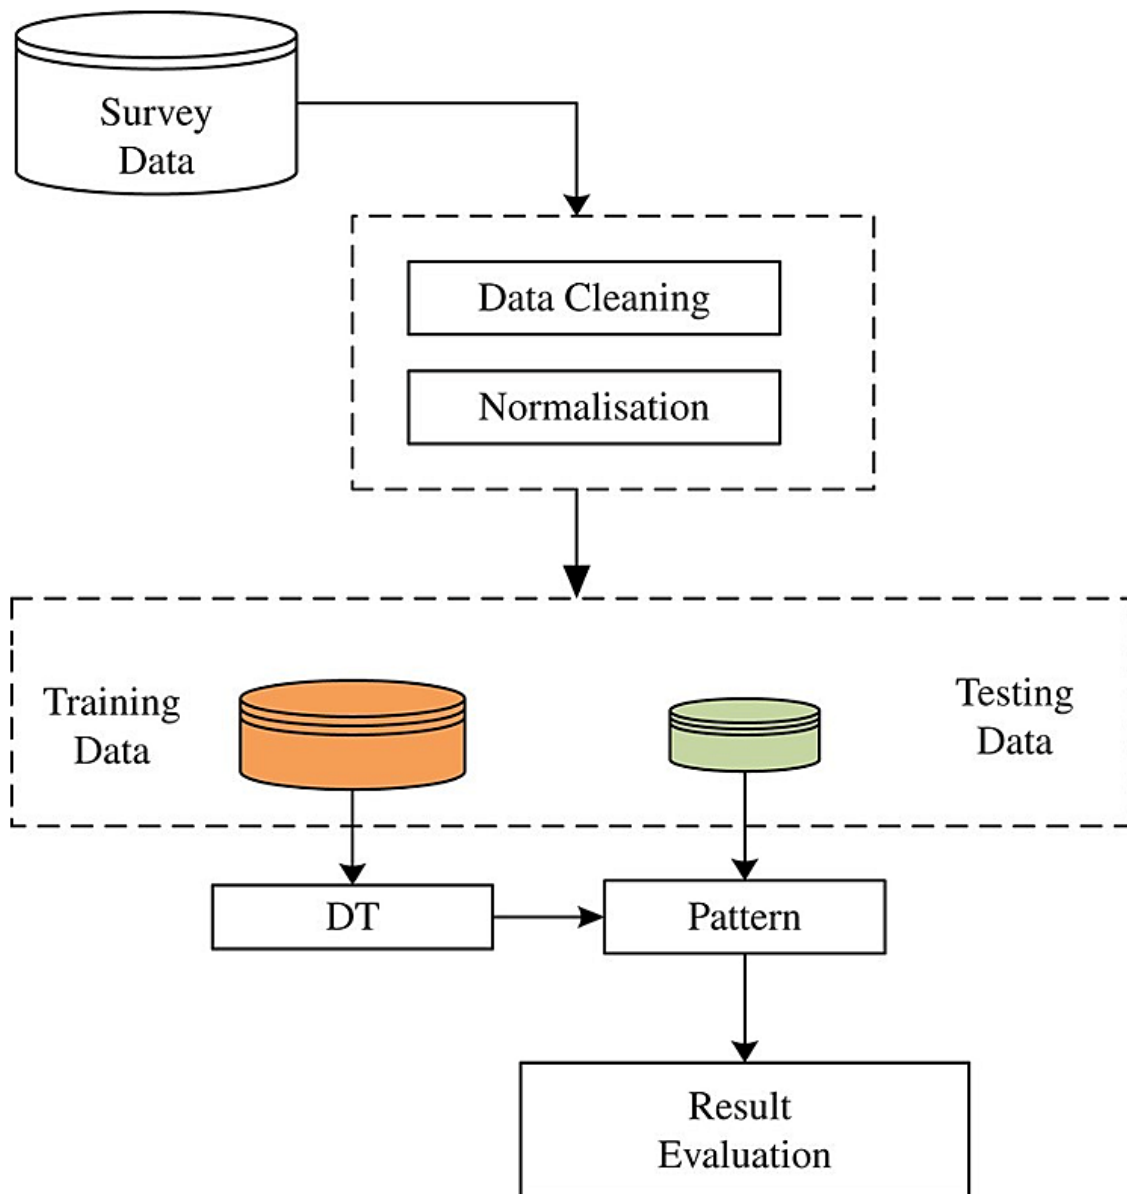 Survey
Data
Data Cleaning
Normalisation
Training
Data
Testing
Data
DT
Pattern
Result
Evaluation